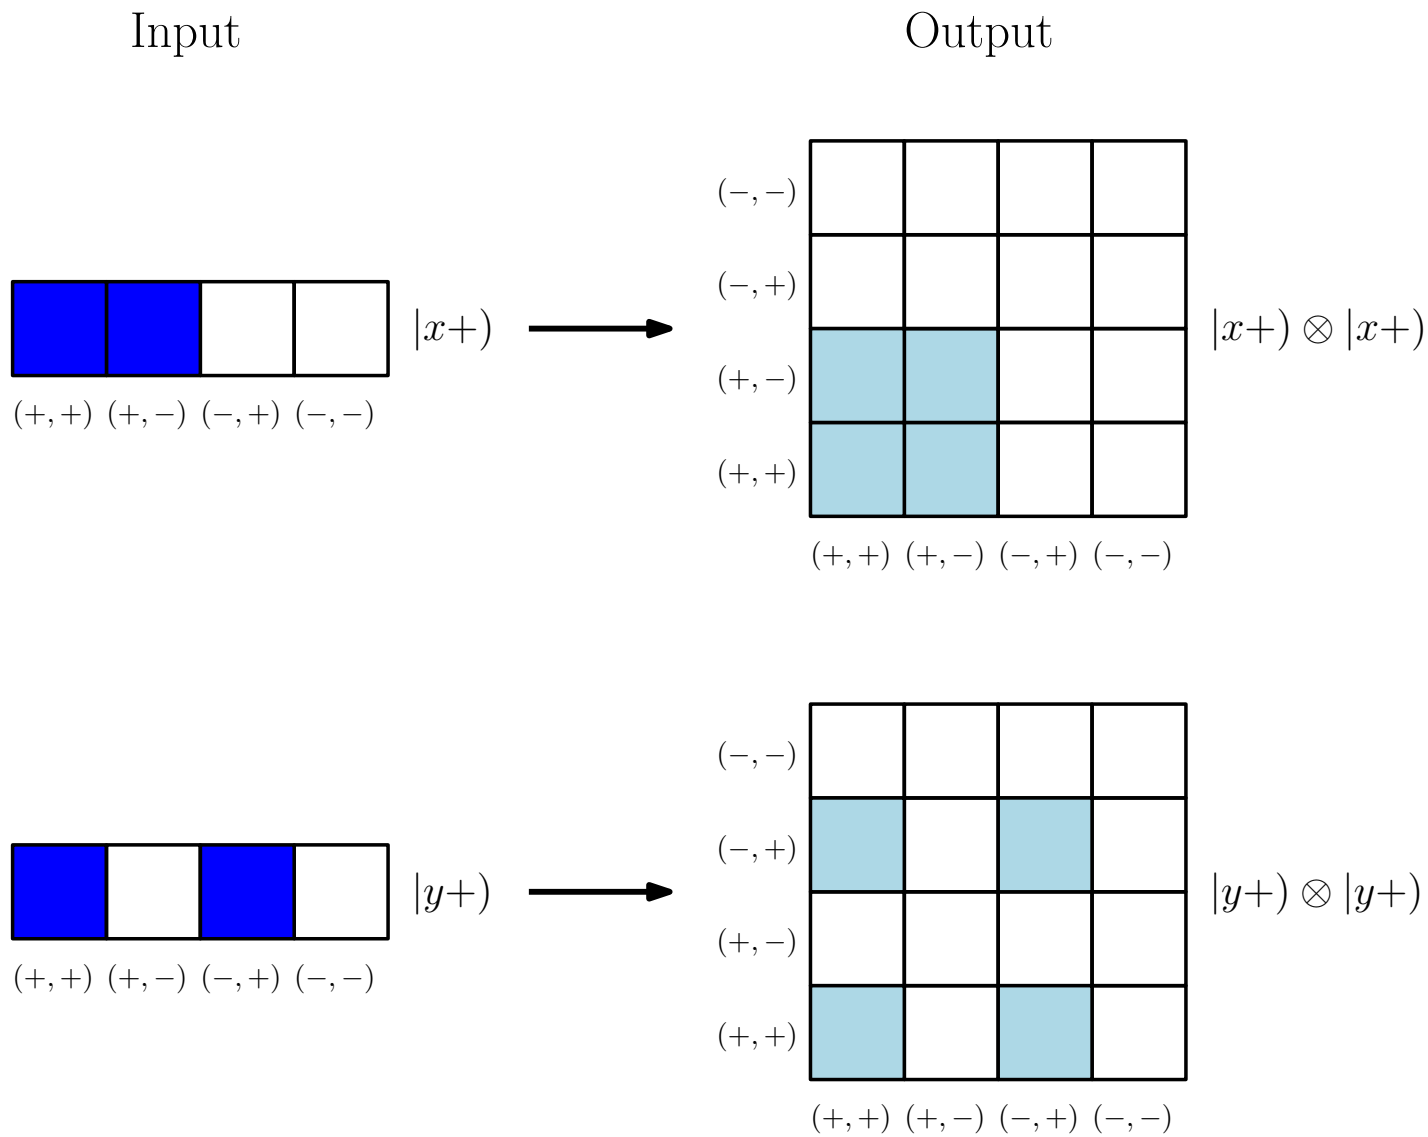 Input Output
(−, −)
(−, +)
|x+) |x+) ⊗ |x+)
(+, −)
(+, +) (+, −) (−, +) (−, −)
(+, +)
(+, +) (+, −) (−, +) (−, −)
(−, −)
(−, +)
|y+) |y+) ⊗ |y+)
(+, −)
(+, +) (+, −) (−, +) (−, −)
(+, +)
(+, +) (+, −) (−, +) (−, −)